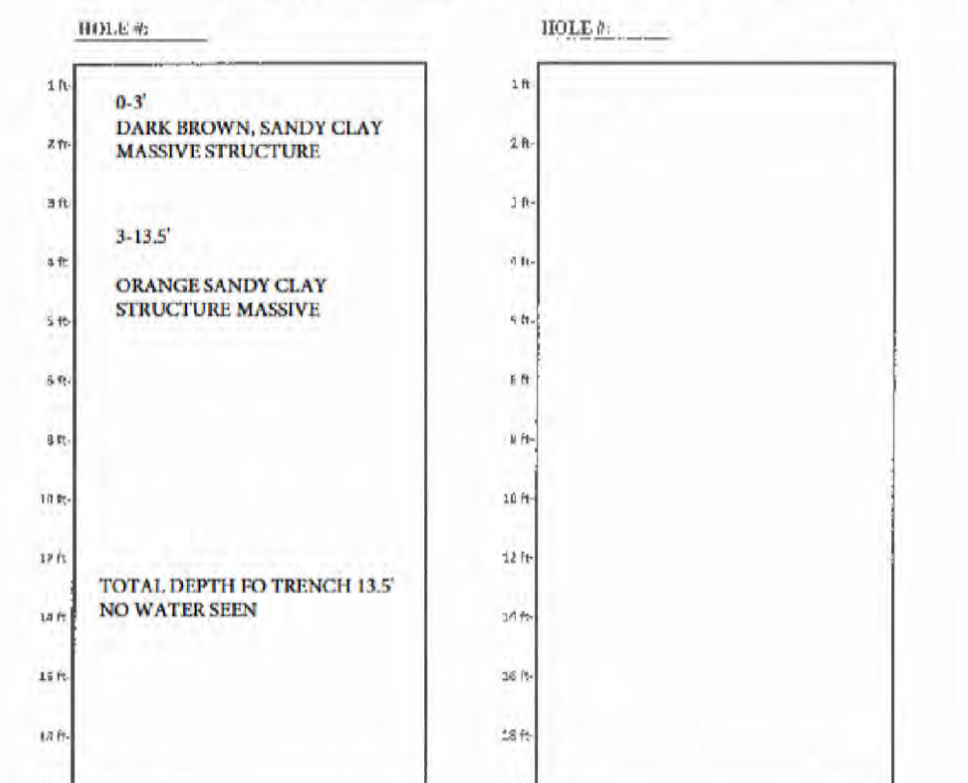 HOLE #:
1 ft-
0-3'
DARK BROWN, SANDY CLAY
2 ft-
MASSIVE STRUCTURE
3 ft-
3-13.5'
4 ft-
ORANGE SANDY CLAY
STRUCTURE MASSIVE
5 ft-
6 ft-
8 ft-
10 ft-
12 ft-
TOTAL DEPTH FO TRENCH 13.5'
NO WATER SEEN
14 ft-
16 ft-
18 ft-
HOLE #:
1 ft-
2 ft-
3 ft-
4 ft-
5 ft-
6 ft-
8 ft-
10 ft-
12 ft-
14 ft-
16 ft-
18 ft-